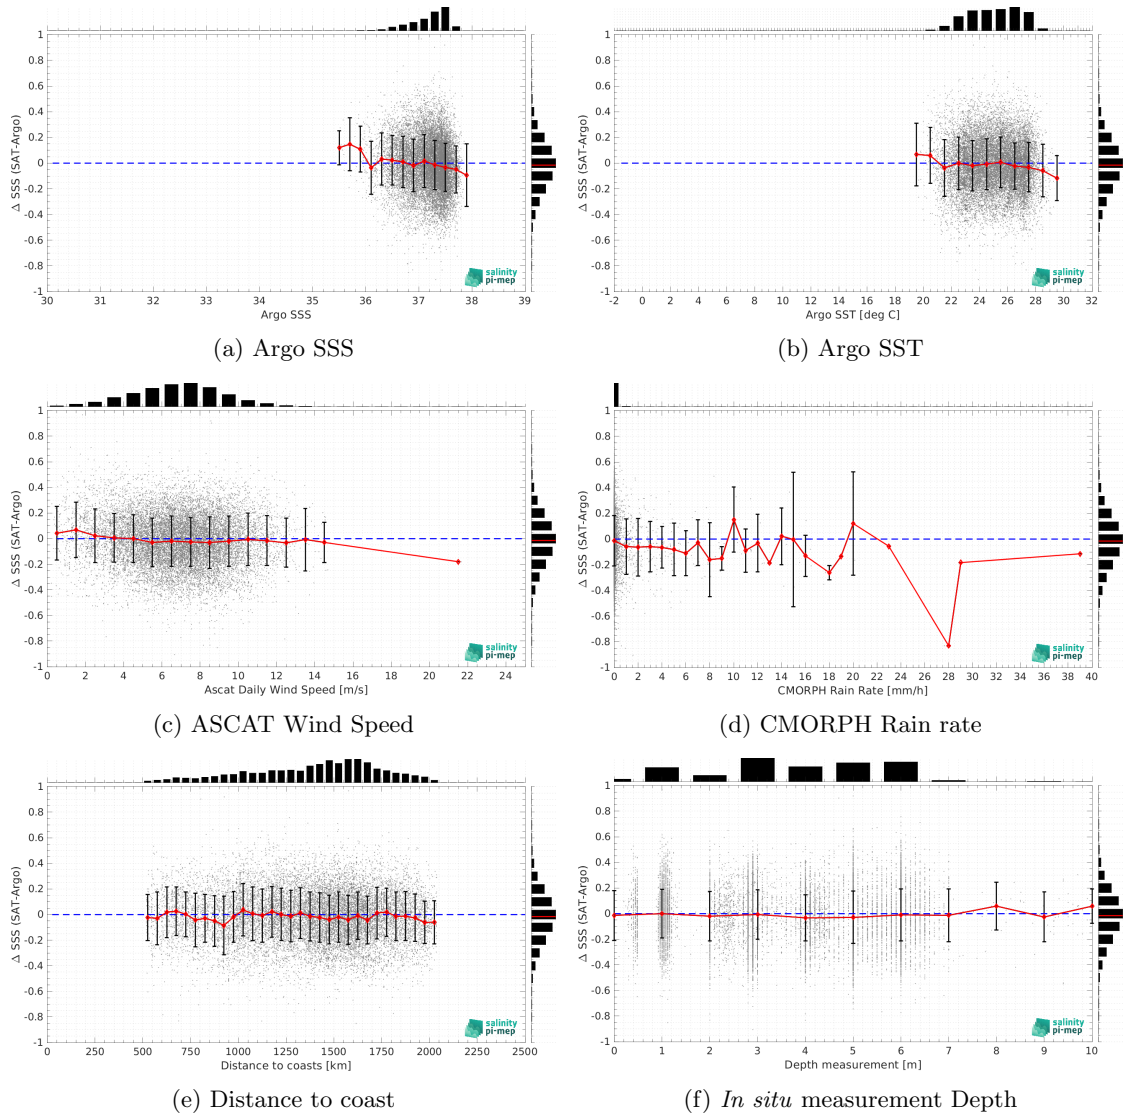 1
0.8
0.6
0.4
0.2
0
-0.2
-0.4
-0.6
-0.8
-1
Δ SSS (SAT-Argo)
30 31 32 33 34 35 36 37 38 39
Argo SSS
salinity
pi-mep
(a) Argo SSS
1
0.8
0.6
0.4
0.2
0
-0.2
-0.4
-0.6
-0.8
-1
Δ SSS (SAT-Argo)
-2 0 2 4 6 8 10 12 14 16 18 20 22 24 26 28 30 32
Argo SST [deg C]
salinity
pi-mep
(b) Argo SST
1
0.8
0.6
0.4
0.2
0
-0.2
-0.4
-0.6
-0.8
-1
Δ SSS (SAT-Argo)
0 2 4 6 8 10 12 14 16 18 20 22 24
Ascat Daily Wind Speed [m/s]
salinity
pi-mep
(c) ASCAT Wind Speed
1
0.8
0.6
0.4
0.2
0
-0.2
-0.4
-0.6
-0.8
-1
Δ SSS (SAT-Argo)
0 2 4 6 8 10 12 14 16 18 20 22 24 26 28 30 32 34 36 38 40
CMORPH Rain Rate [mm/h]
salinity
pi-mep
(d) CMORPH Rain rate
1
0.8
0.6
0.4
0.2
0
-0.2
-0.4
-0.6
-0.8
-1
Δ SSS (SAT-Argo)
0 250 500 750 1000 1250 1500 1750 2000 2250 2500
Distance to coasts [km]
salinity
pi-mep
(e) Distance to coast
1
0.8
0.6
0.4
0.2
0
-0.2
-0.4
-0.6
-0.8
-1
Δ SSS (SAT-Argo)
0 1 2 3 4 5 6 7 8 9 10
Depth measurement [m]
salinity
pi-mep
(f) In situ measurement Depth